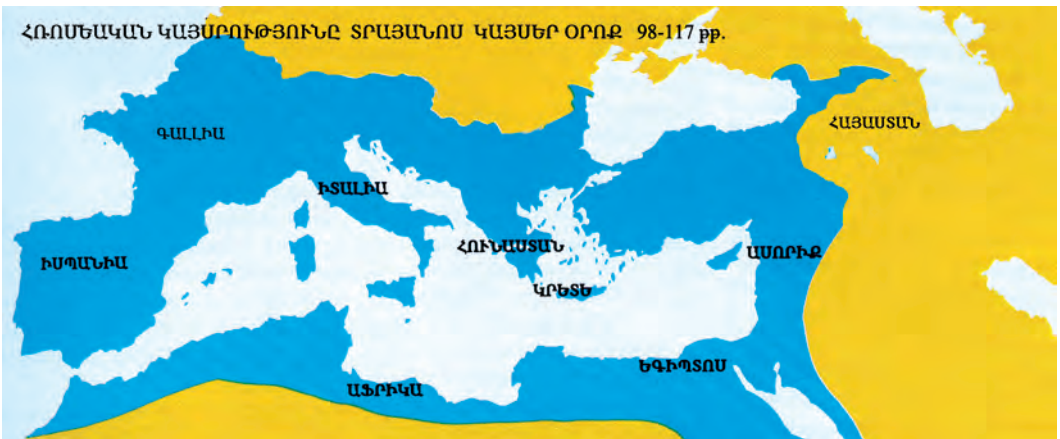 ՀՌՈՄԵԱԿԱՆ ԿԱՅՍՐՈՒԹՅՈՒՆԸ ՏՐԱՅԱՆՈՍ ԿԱՅՍԵՐ ՕՐՈՔ 98-117 թթ.
ԳԱԼԼԻԱ
ՀԱՅԱՍՏԱՆ
ԻՏԱԼԻԱ
ԻՍՊԱՆԻԱ
ՀՈՒՆԱՍՏԱՆ
ԱՍՈՐԻՔ
ԿՐԵՏԵ
ԵԳԻՊՏՈՍ
ԱՖՐԻԿԱ